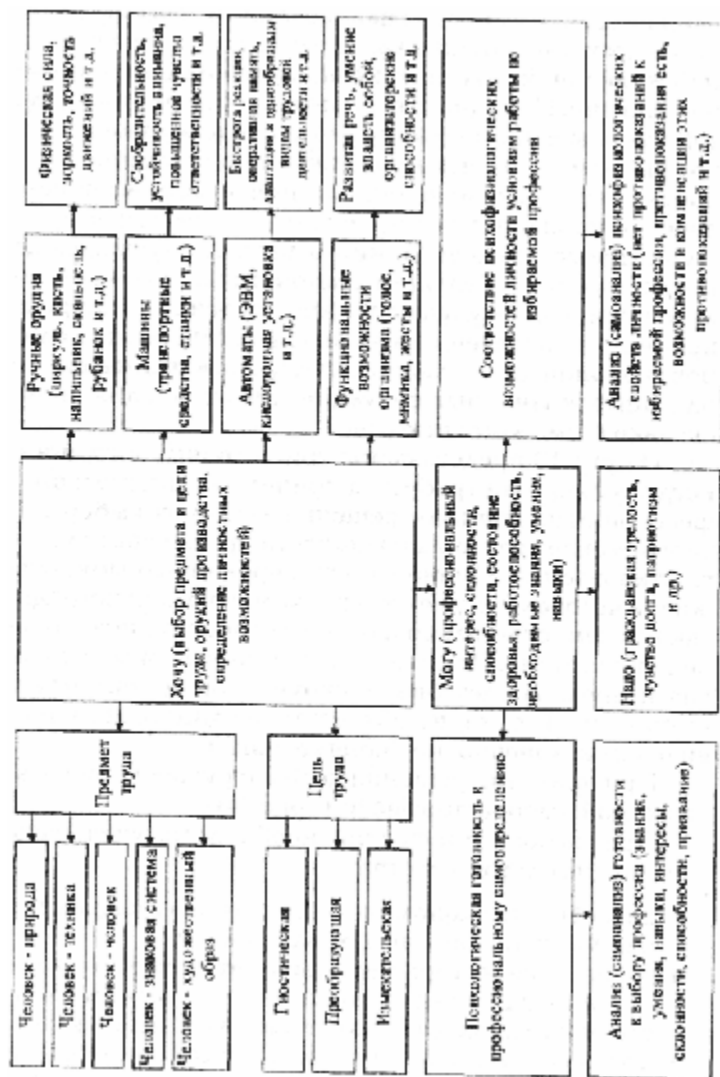 Человек - природа
Человек - техника
Человек - человек
Человек - знаковая система
Человек - художественный
образ
Предмет
труда
Гностическая
Преобразующая
Изыскательская
Цель
труда
Хочу (выбор предмета и цели
труда, орудий производства,
определение личностных
возможностей)
Ручные орудия
(циркуль, кисть,
напильник, скальпель,
рубанок и т.д.)
Физическая сила,
зоркость, точность
движений и т.д.
Машины
(транспортные
средства, станки и т.д.)
Сообразительность,
устойчивость внимания,
повышенное чувство
ответственности и т.д.
Автоматы (ЭВМ,
кислородная установка
и т.д.)
Быстрота реакции,
оперативная память,
адаптация к однообразным
видам трудовой
деятельности и т.д.
Функциональные
возможности
организма (голос,
мимика, жесты и т.д.)
Развитая речь, умение
владеть собой,
организаторские
способности и т.д.
Психологическая готовность к
профессиональному самоопределению
Могу (профессиональный
интерес, склонности,
способности, состояние
здоровья, работоспособность,
необходимые знания, умения,
навыки)
Соответствие психофизиологических
возможностей личности условиям работы по
избираемой профессии
Анализ (самоанализ) готовности
к выбору профессии (знания,
умения, навыки, интересы,
склонности, способности, призвание)
Надо (гражданская зрелость,
чувство долга, патриотизм
и др.)
Анализ (самоанализ) психофизиологических
свойств личности (нет противопоказаний к
избираемой профессии, противопоказания есть,
возможности в компенсации этих
противопоказаний и т.д.)